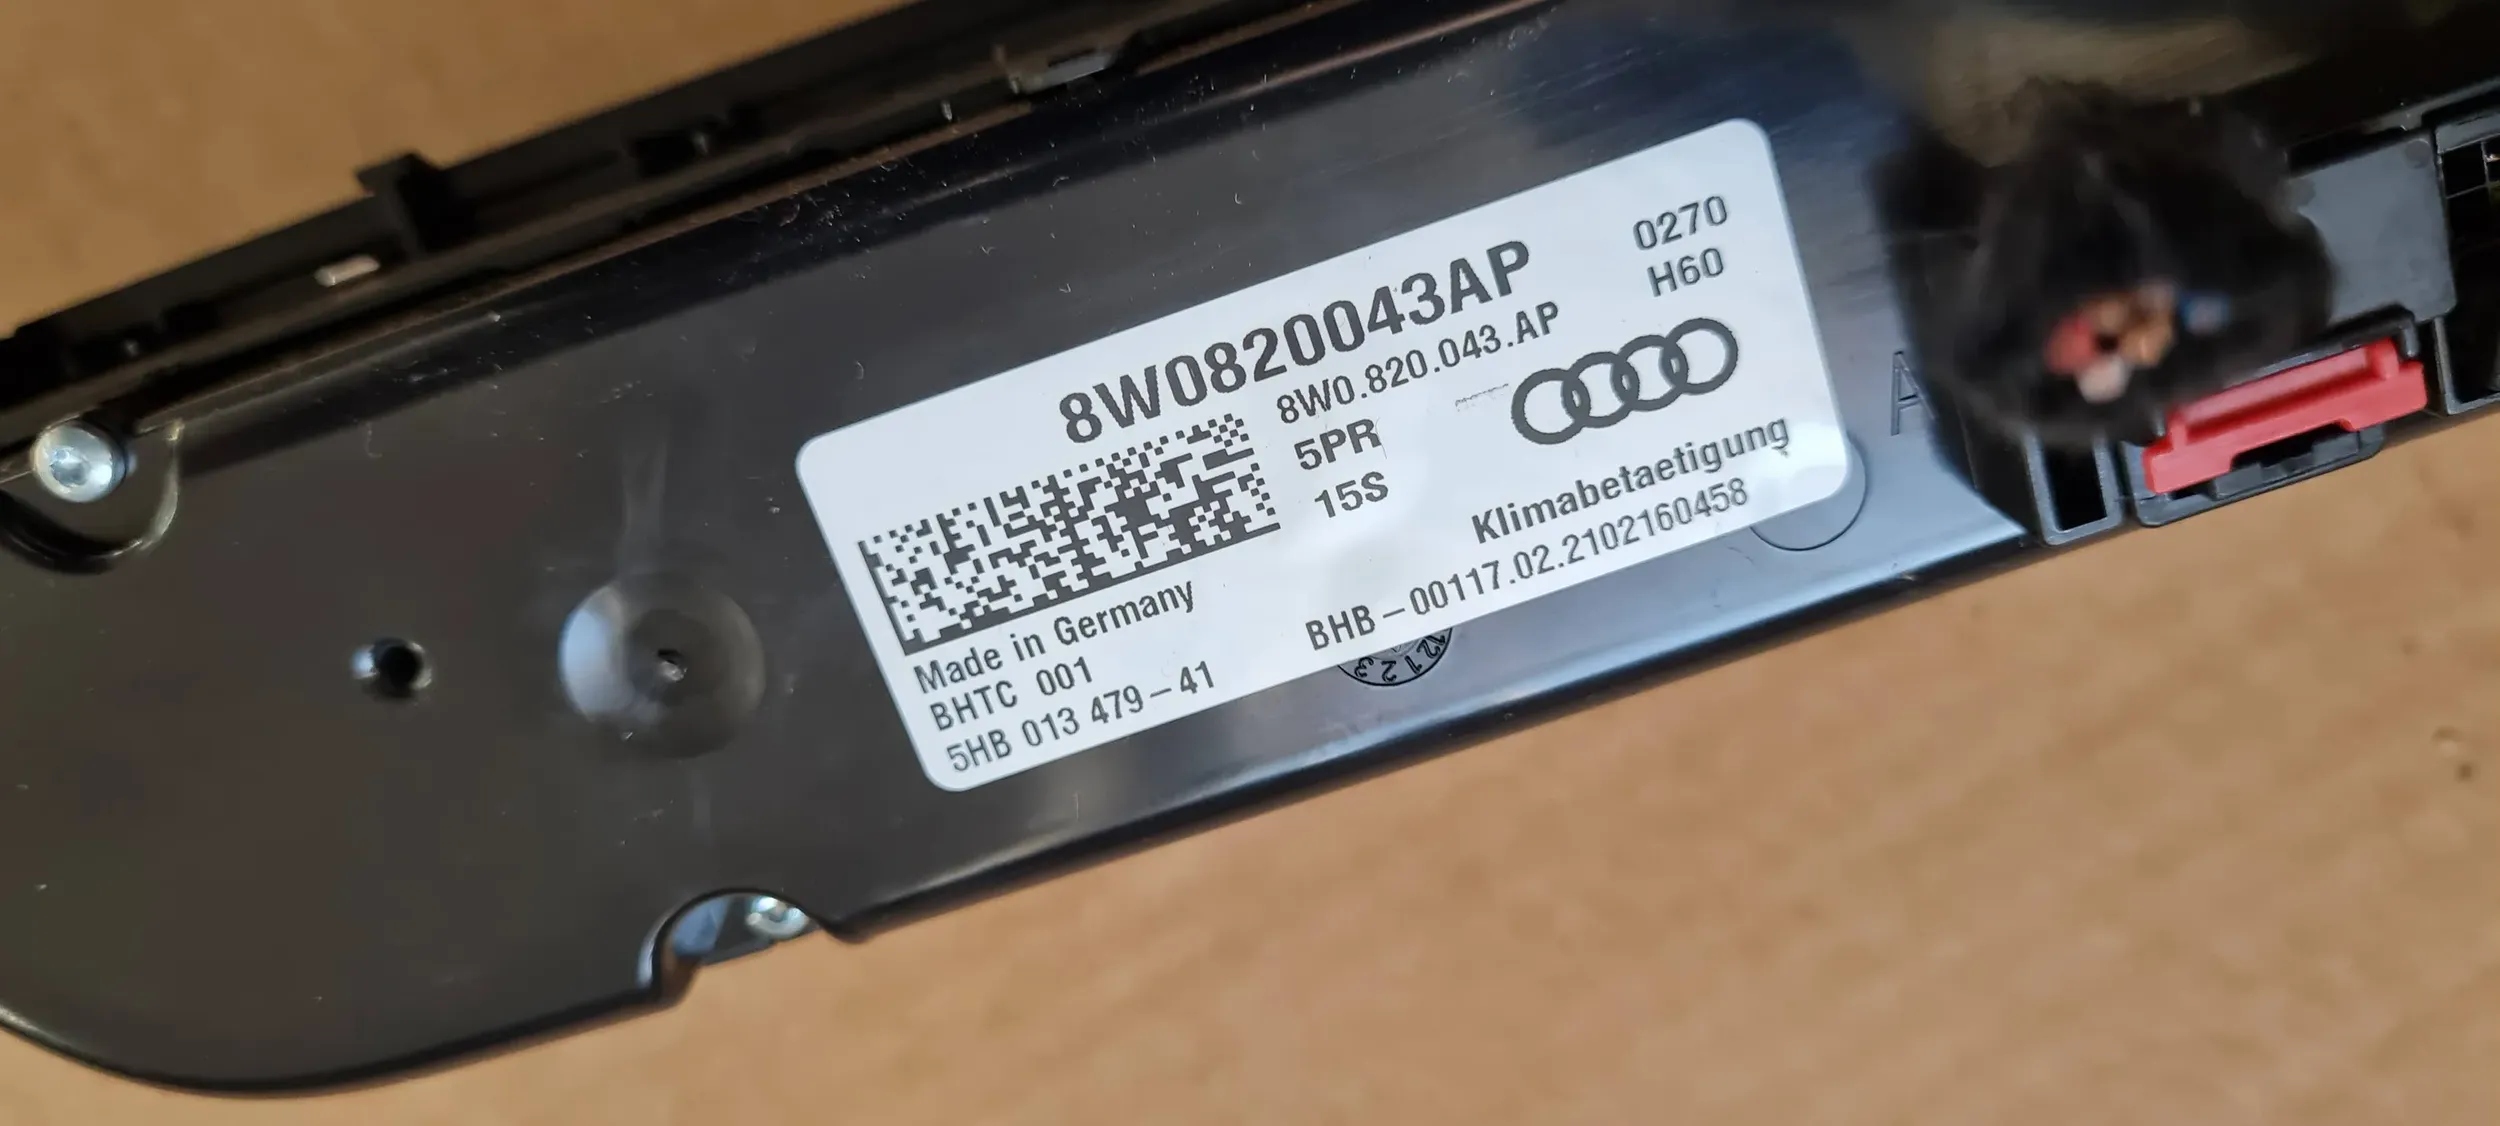 8W0820043AP
0270
H60
8W0.820.043.AP
5PR
15S
Klimabetaetigung
Made in Germany
BHTC 001
5HB 013 479-41
BHB-00117.02.2102160458
A